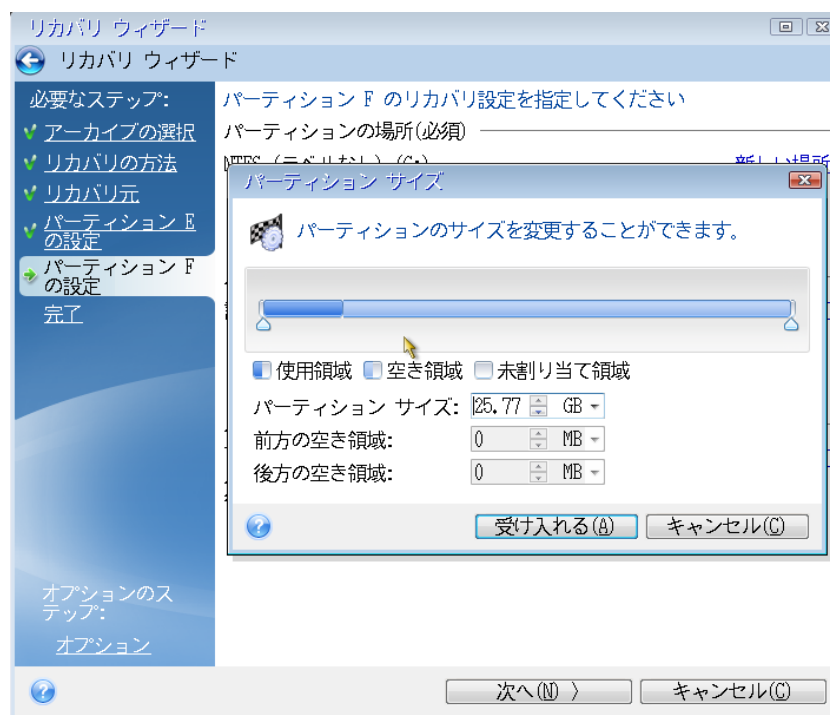 リカバリ ウィザード
リカバリ ウィザード
必要なステップ:
アーカイブの選択
リカバリの方法
リカバリ元
パーティション E
の設定
パーティション F
の設定
完了
オプションのス
テップ:
オプション
パーティション F のリカバリ設定を指定してください
パーティションの場所(必須)
パーティション サイズ
パーティションのサイズを変更することができます。
使用領域 空き領域 未割り当て領域
パーティション サイズ: 25.77 GB
前方の空き領域: 0 MB
後方の空き領域: 0 MB
受け入れる(A) キャンセル(C)
次へ(N) 〉 キャンセル(C)